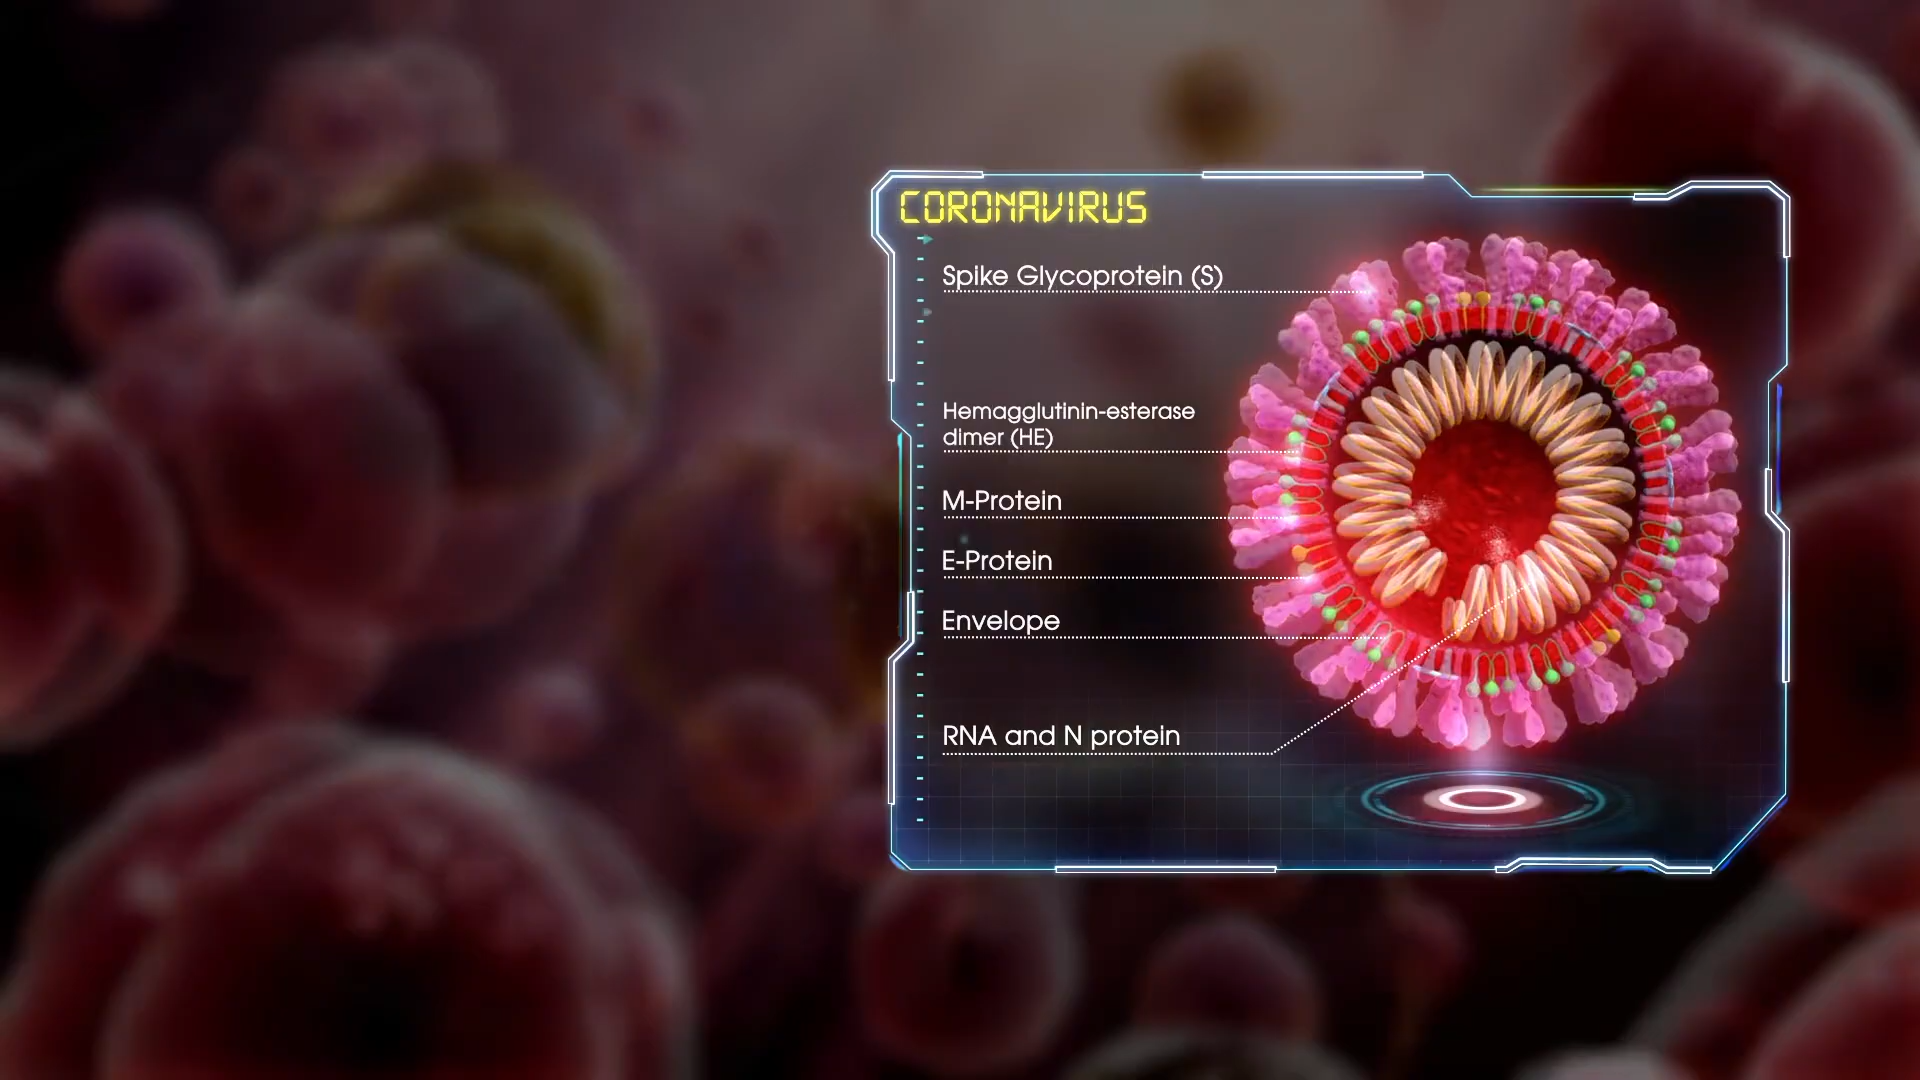 CORONAVIRUS
Spike Glycoprotein (S)
Hemagglutinin-esterase
dimer (HE)
M-Protein
E-Protein
Envelope
RNA and N protein